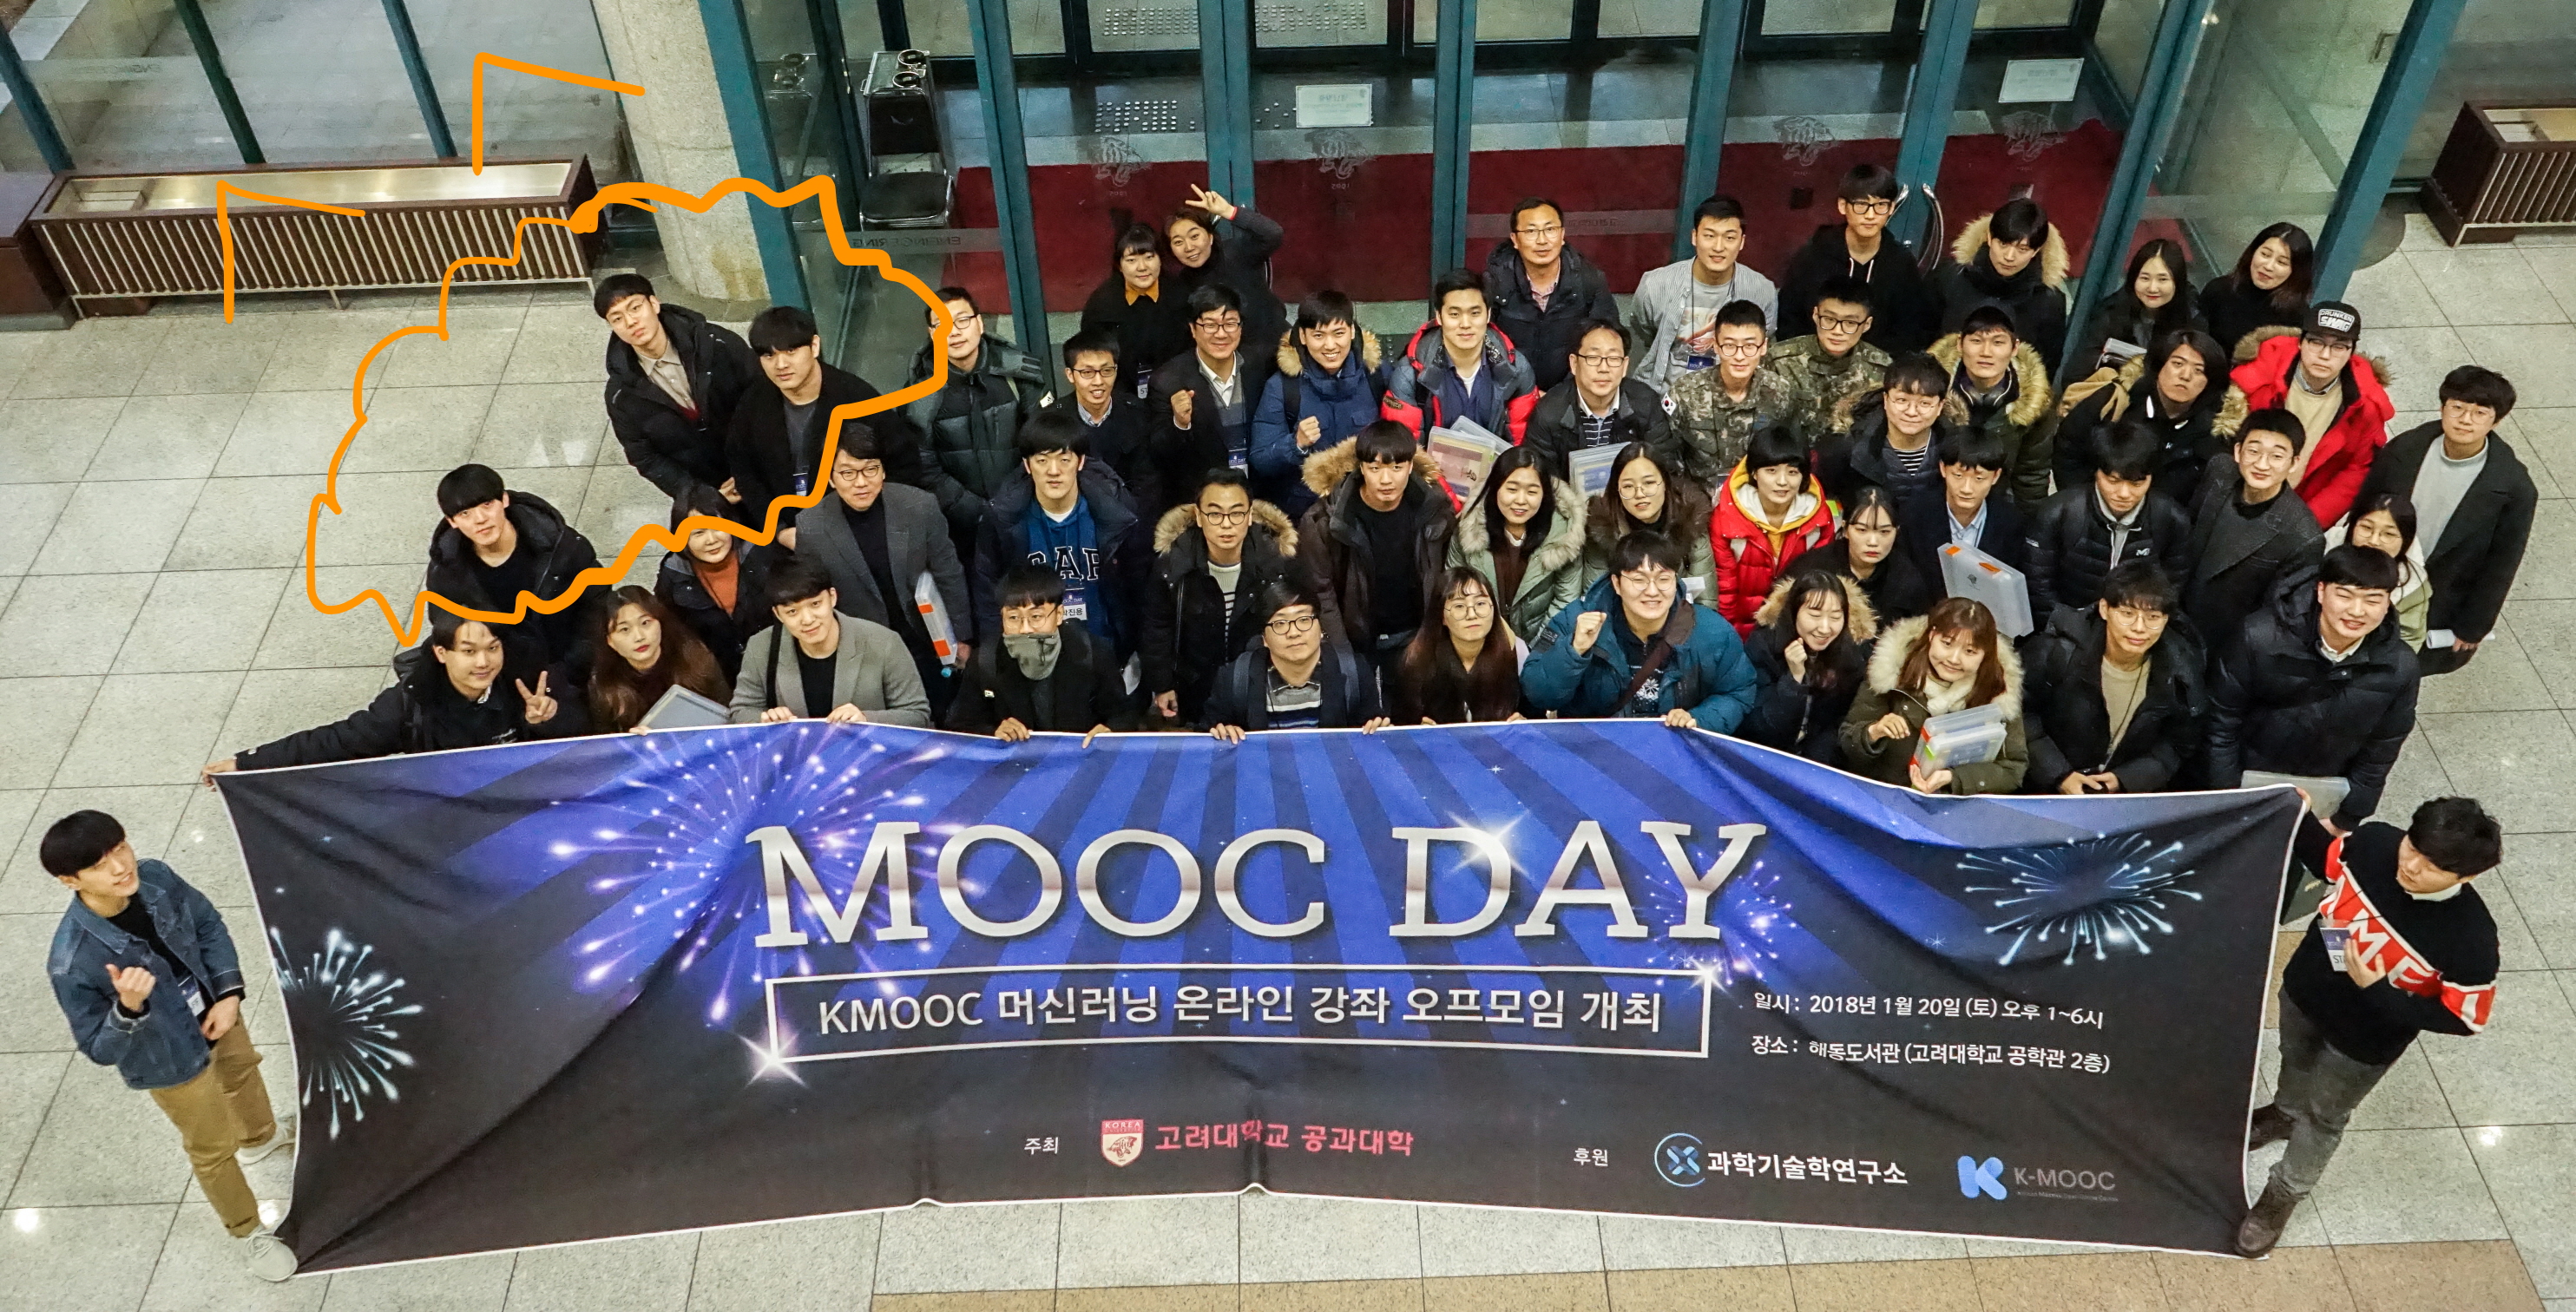 DRUNKEN
GAP
MOOC DAY
KMOOC 머신러닝 온라인 강좌 오프모임 개최
일시 : 2018년 1월 20일 (토) 오후 1~6시
장소 : 해동도서관 (고려대학교 공학관 2층)
주최
KOREA
고려대학교 공과대학
후원
과학기술학연구소
K-MOOC